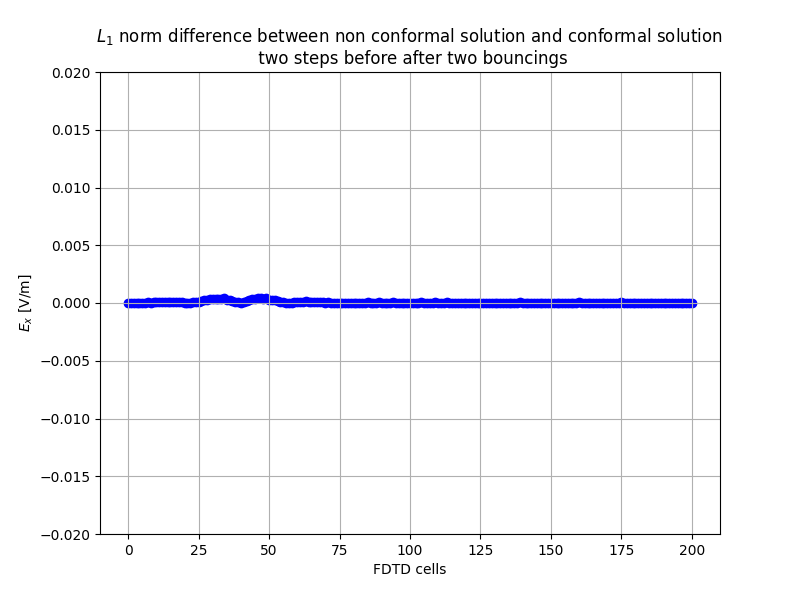 L₁ norm difference between non conformal solution and conformal solution
two steps before after two bouncings
0.020
0.015
0.010
0.005
0.000
−0.005
−0.010
−0.015
−0.020
Eₓ [V/m]
0 25 50 75 100 125 150 175 200
FDTD cells